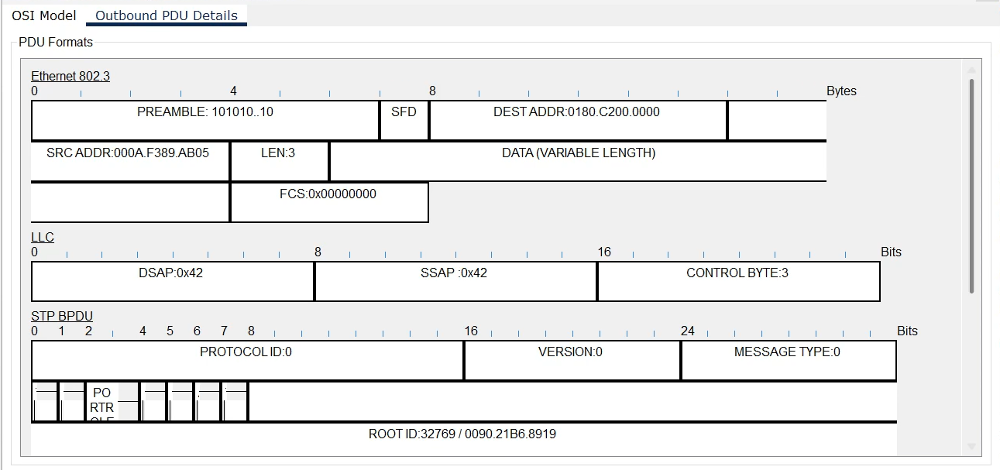 OSI Model Outbound PDU Details
PDU Formats
Ethernet 802.3
0 4 8 Bytes
PREAMBLE: 101010..10 SFD DEST ADDR:0180.C200.0000
SRC ADDR:000A.F389.AB05 LEN:3 DATA (VARIABLE LENGTH)
FCS:0x00000000
LLC
0 8 16 Bits
DSAP:0x42 SSAP :0x42 CONTROL BYTE:3
STP BPDU
0 1 2 4 5 6 7 8 16 24 Bits
PROTOCOL ID:0 VERSION:0 MESSAGE TYPE:0
PO
RTR
ROOT ID:32769 / 0090.21B6.8919